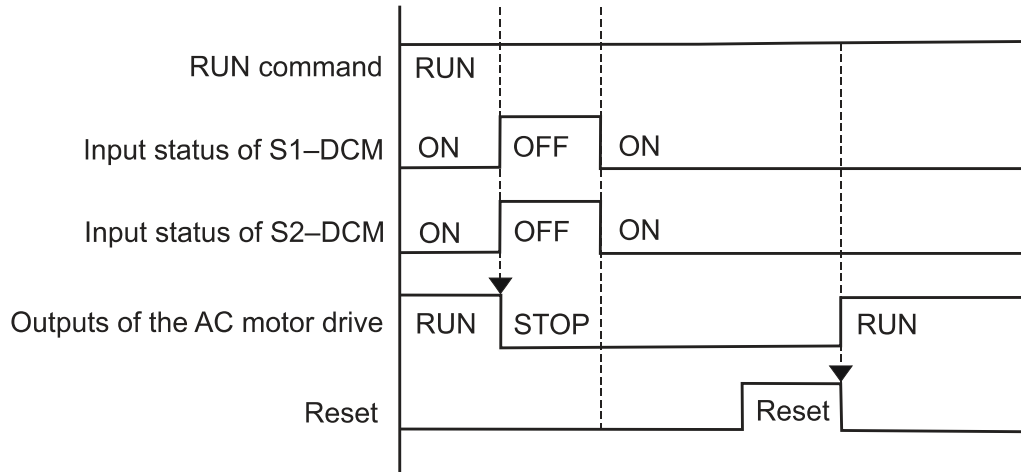 RUN command RUN
Input status of S1–DCM ON OFF ON
Input status of S2–DCM ON OFF ON
Outputs of the AC motor drive RUN STOP RUN
Reset Reset